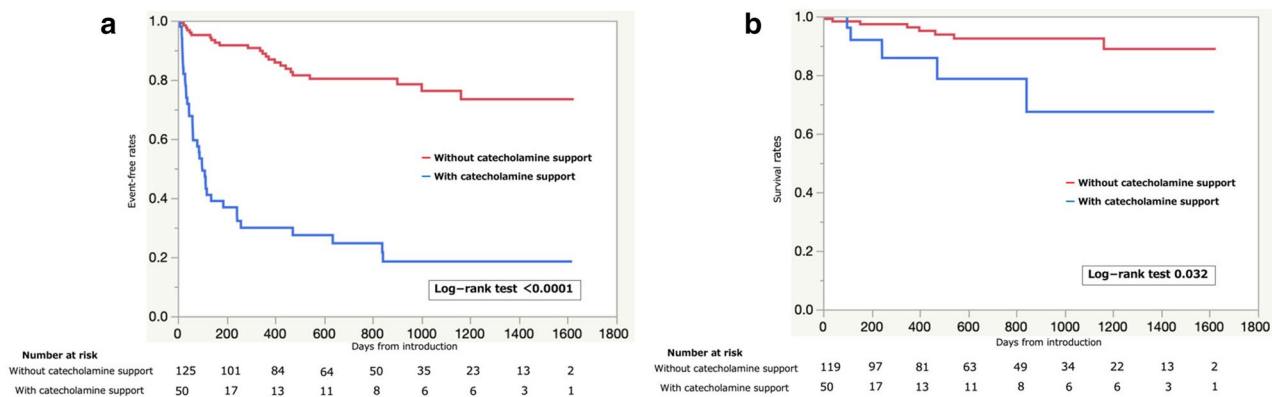 a
1.0
0.8
0.6
0.4
0.2
0.0
Event-free rates
Without catecholamine support
With catecholamine support
Log-rank test <0.0001
0 200 400 600 800 1000 1200 1400 1600 1800
Days from introduction
Number at risk
Without catecholamine support 125 101 84 64 50 35 23 13 2
With catecholamine support 50 17 13 11 8 6 6 3 1
b
1.0
0.8
0.6
0.4
0.2
0.0
Survival rates
Without catecholamine support
With catecholamine support
Log-rank test 0.032
0 200 400 600 800 1000 1200 1400 1600 1800
Days from introduction
Number at risk
Without catecholamine support 119 97 81 63 49 34 22 13 2
With catecholamine support 50 17 13 11 8 6 6 3 1